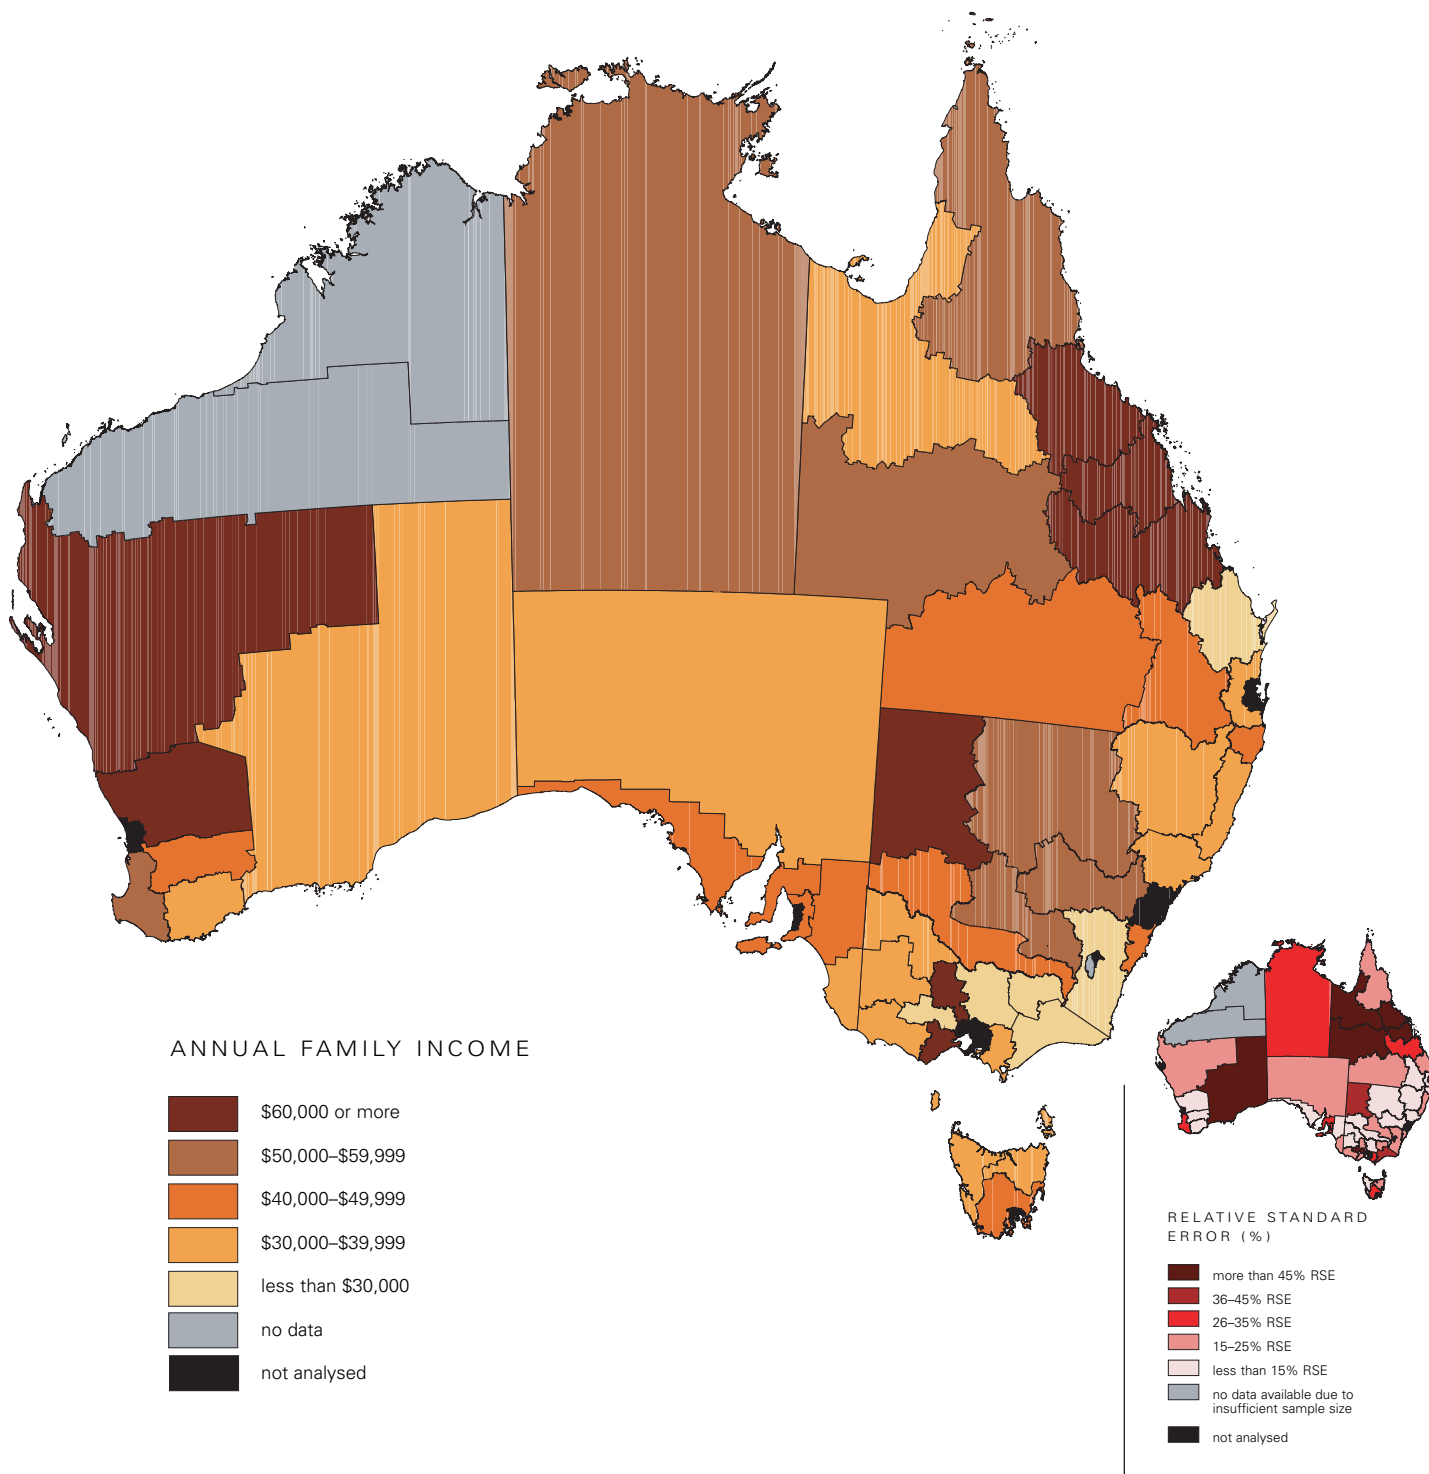 ANNUAL FAMILY INCOME
$60,000 or more
$50,000–$59,999
$40,000–$49,999
$30,000–$39,999
less than $30,000
no data
not analysed
RELATIVE STANDARD
ERROR (%)
more than 45% RSE
36–45% RSE
26–35% RSE
15–25% RSE
less than 15% RSE
no data available due to
insufficient sample size
not analysed